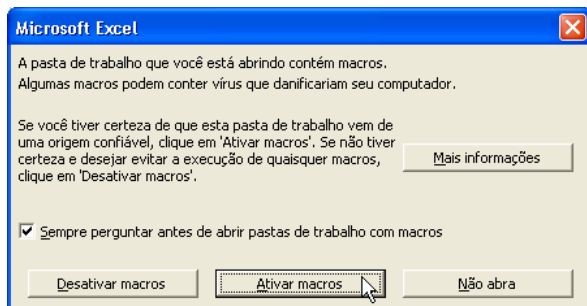 Microsoft Excel
A pasta de trabalho que você está abrindo contém macros.
Algumas macros podem conter vírus que danificariam seu computador.
Se você tiver certeza de que esta pasta de trabalho vem de
uma origem confiável, clique em 'Ativar macros'. Se não tiver
certeza e desejar evitar a execução de quaisquer macros,
clique em 'Desativar macros'.
Mais informações
Sempre perguntar antes de abrir pastas de trabalho com macros
Desativar macros
Ativar macros
Não abra